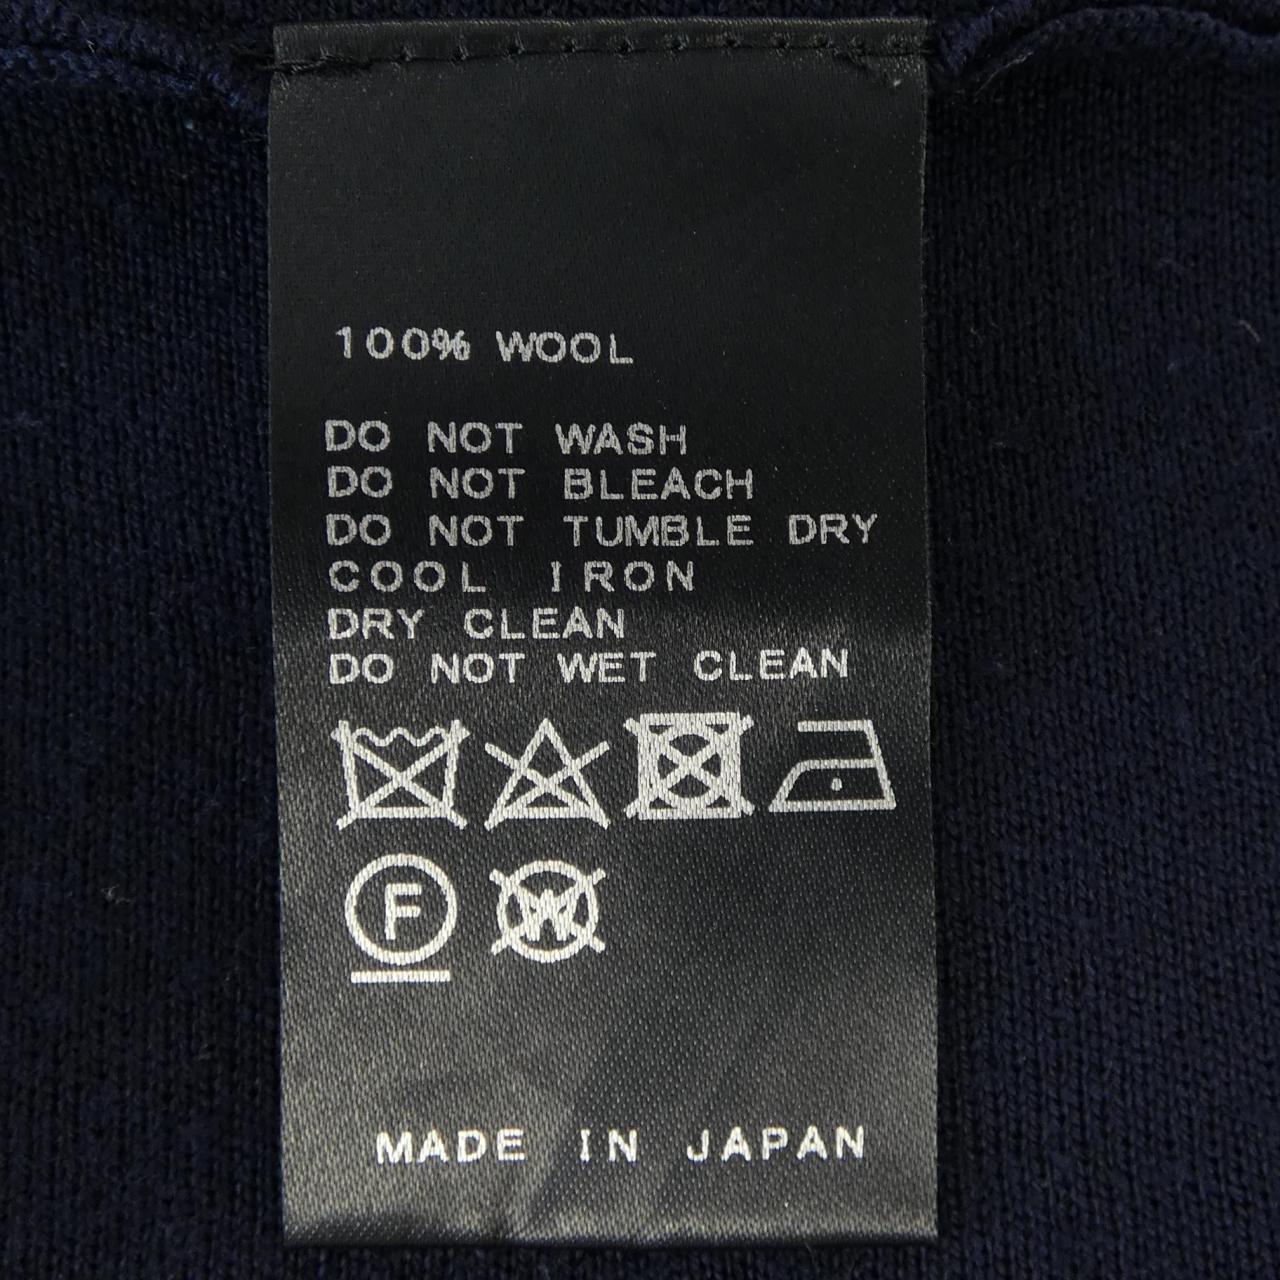 100% WOOL
DO NOT WASH
DO NOT BLEACH
DO NOT TUMBLE DRY
COOL IRON
DRY CLEAN
DO NOT WET CLEAN
F W
MADE IN JAPAN